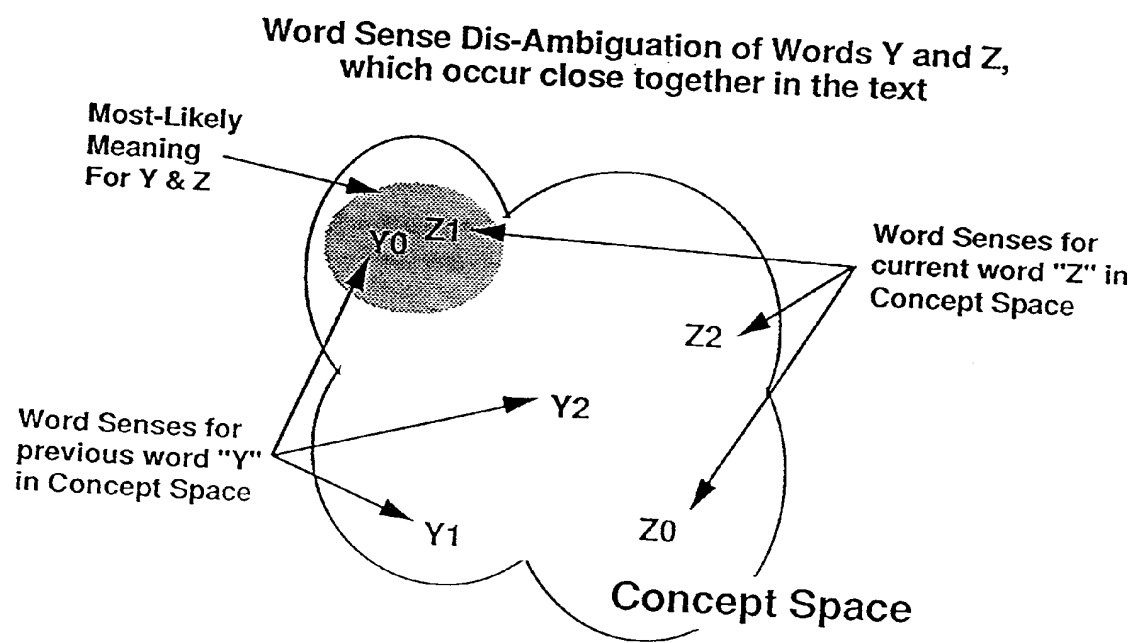 Word Sense Dis-Ambiguation of Words Y and Z,
which occur close together in the text
Most-Likely
Meaning
For Y & Z
Y0
Z1
Word Senses for
current word "Z" in
Concept Space
Z2
Y2
Word Senses for
previous word "Y"
in Concept Space
Y1
Z0
Concept Space